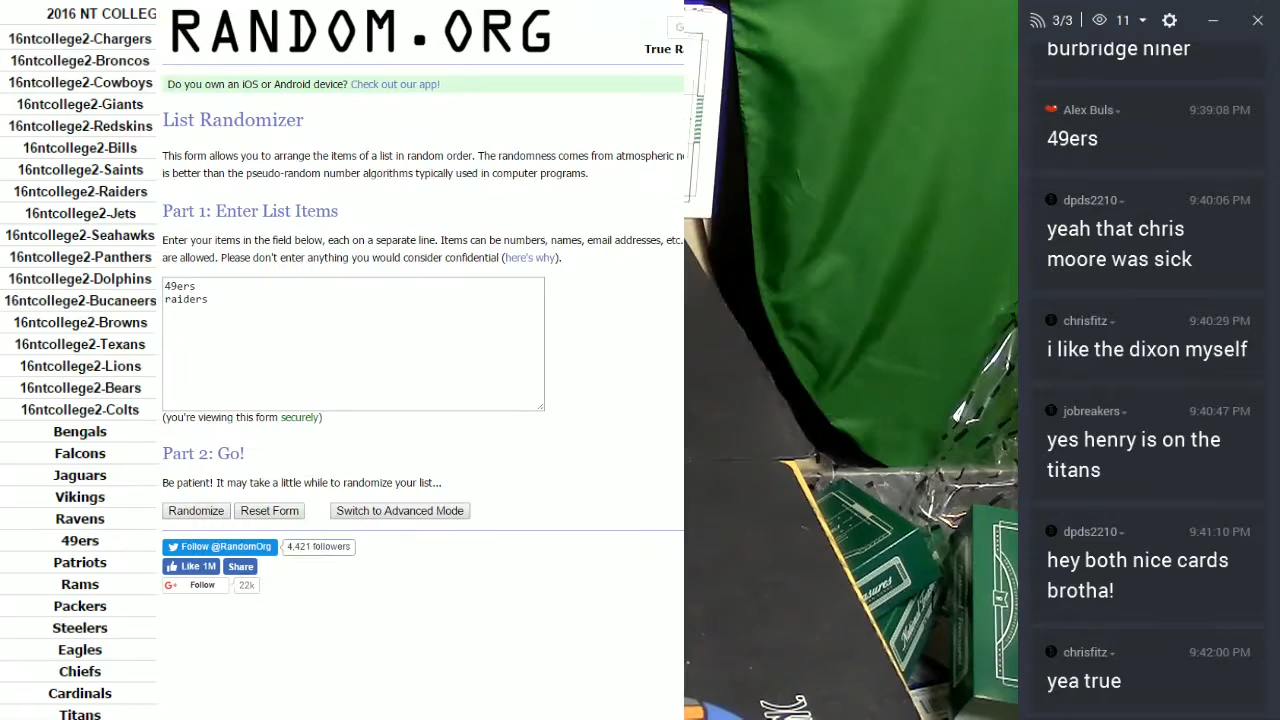 2016 NT COLLEG
16ntcollege2-Chargers
16ntcollege2-Broncos
16ntcollege2-Cowboys
16ntcollege2-Giants
16ntcollege2-Redskins
16ntcollege2-Bills
16ntcollege2-Saints
16ntcollege2-Raiders
16ntcollege2-Jets
16ntcollege2-Seahawks
16ntcollege2-Panthers
16ntcollege2-Dolphins
16ntcollege2-Bucaneers
16ntcollege2-Browns
16ntcollege2-Texans
16ntcollege2-Lions
16ntcollege2-Bears
16ntcollege2-Colts
Bengals
Falcons
Jaguars
Vikings
Ravens
49ers
Patriots
Rams
Packers
Steelers
Eagles
Chiefs
Cardinals
Titans
RANDOM.ORG
G
True R
Do you own an iOS or Android device? Check out our app!
List Randomizer
This form allows you to arrange the items of a list in random order. The randomness comes from atmospheric n
is better than the pseudo-random number algorithms typically used in computer programs.
Part 1: Enter List Items
Enter your items in the field below, each on a separate line. Items can be numbers, names, email addresses, etc.
are allowed. Please don't enter anything you would consider confidential (here's why).
49ers
raiders
(you're viewing this form securely)
Part 2: Go!
Be patient! It may take a little while to randomize your list...
Randomize Reset Form Switch to Advanced Mode
Follow @RandomOrg 4,421 followers
Like 1M Share
G+ Follow 22k
asures
National
3/3 11
burbridge niner
Alex Buls 9:39:08 PM
49ers
dpds2210 9:40:06 PM
yeah that chris
moore was sick
chrisfitz 9:40:29 PM
i like the dixon myself
jobreakers 9:40:47 PM
yes henry is on the
titans
dpds2210 9:41:10 PM
hey both nice cards
brotha!
chrisfitz 9:42:00 PM
yea true